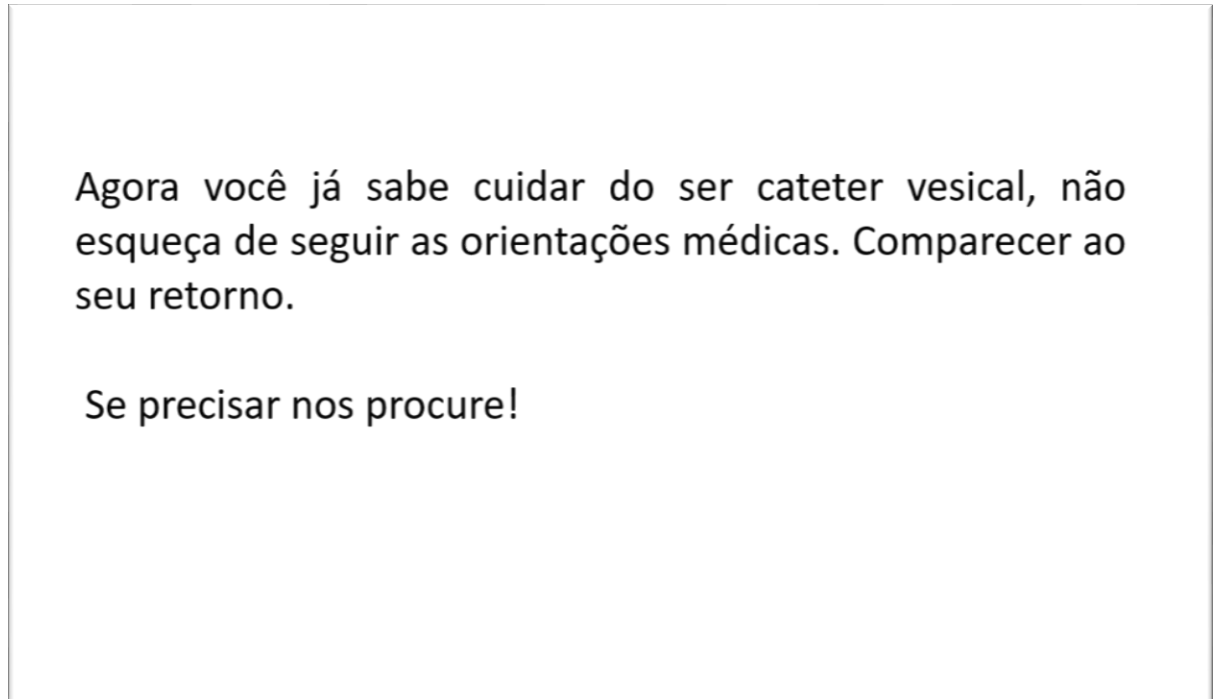 Agora você já sabe cuidar do ser cateter vesical, não
esqueça de seguir as orientações médicas. Comparecer ao
seu retorno.
Se precisar nos procure!